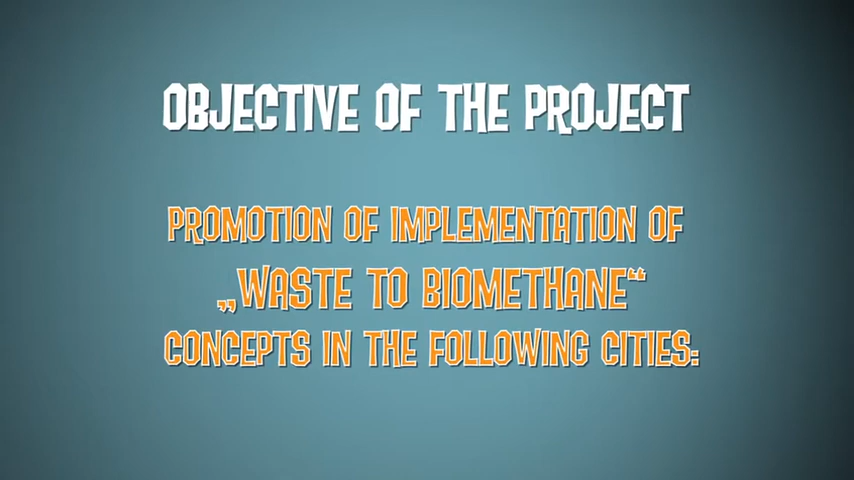 OBJECTIVE OF THE PROJECT
PROMOTION OF IMPLEMENTATION OF
„WASTE TO BIOMETHANE“
CONCEPTS IN THE FOLLOWING CITIES: